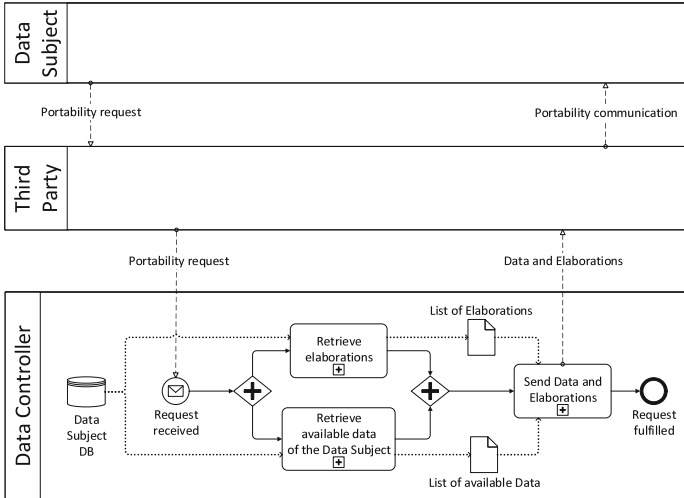 Data
Subject
Portability request
Portability communication
Third
Party
Portability request
Data and Elaborations
Data Controller
List of Elaborations
Retrieve
elaborations
Data
Subject
DB
Request
received
Retrieve
available data
of the Data Subject
Send Data and
Elaborations
Request
fulfilled
List of available Data